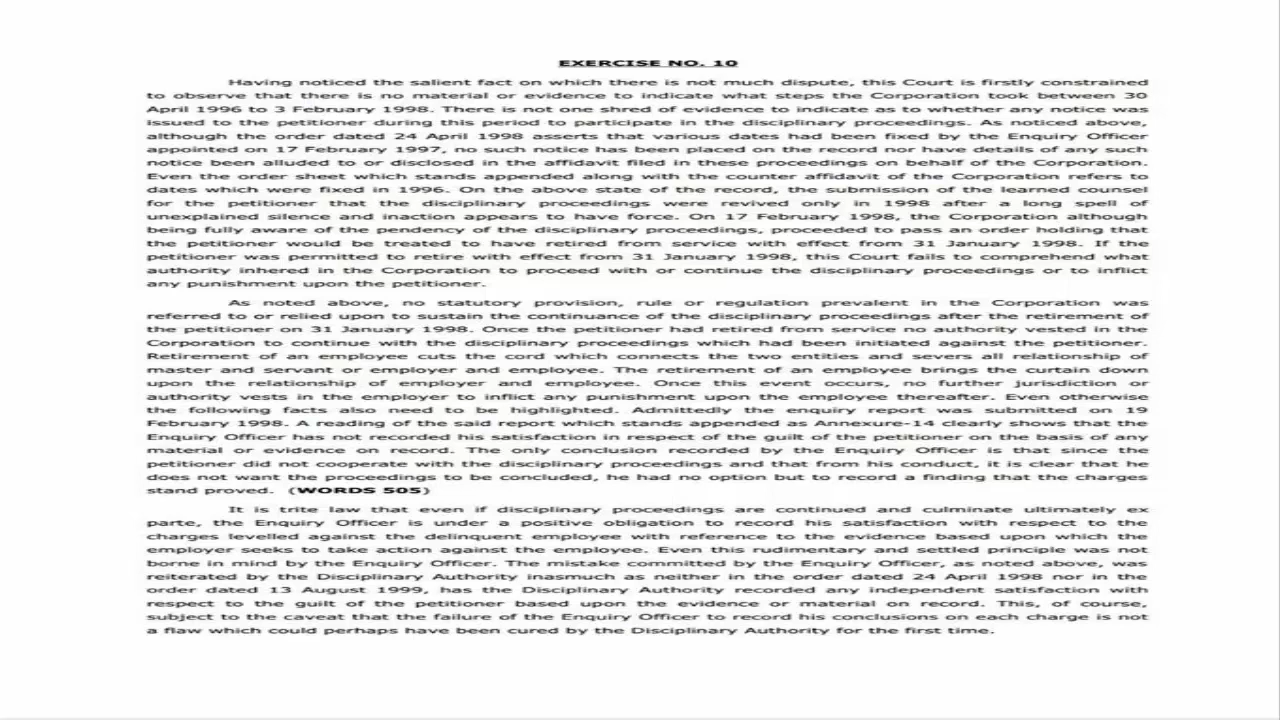 EXERCISE NO. 10
Having noticed the salient fact on which there is not much dispute, this Court is firstly constrained
to observe that there is no material or evidence to indicate what steps the Corporation took between 30
April 1996 to 3 February 1998. There is not one shred of evidence to indicate as to whether any notice was
issued to the petitioner during this period to participate in the disciplinary proceedings. As noticed above,
although the order dated 24 April 1998 asserts that various dates had been fixed by the Enquiry Officer
appointed on 17 February 1997, no such notice has been placed on the record nor have details of any such
notice been alluded to or disclosed in the affidavit filed in these proceedings on behalf of the Corporation.
Even the order sheet which stands appended along with the counter affidavit of the Corporation refers to
dates which were fixed in 1996. On the above state of the record, the submission of the learned counsel
for the petitioner that the disciplinary proceedings were revived only in 1998 after a long spell of
unexplained silence and inaction appears to have force. On 17 February 1998, the Corporation although
being fully aware of the pendency of the disciplinary proceedings, proceeded to pass an order holding that
the petitioner would be treated to have retired from service with effect from 31 January 1998. If the
petitioner was permitted to retire with effect from 31 January 1998, this Court fails to comprehend what
authority inhered in the Corporation to proceed with or continue the disciplinary proceedings or to inflict
any punishment upon the petitioner.
As noted above, no statutory provision, rule or regulation prevalent in the Corporation was
referred to or relied upon to sustain the continuance of the disciplinary proceedings after the retirement of
the petitioner on 31 January 1998. Once the petitioner had retired from service no authority vested in the
Corporation to continue with the disciplinary proceedings which had been initiated against the petitioner.
Retirement of an employee cuts the cord which connects the two entities and severs all relationship of
master and servant or employer and employee. The retirement of an employee brings the curtain down
upon the relationship of employer and employee. Once this event occurs, no further jurisdiction or
authority vests in the employer to inflict any punishment upon the employee thereafter. Even otherwise
the following facts also need to be highlighted. Admittedly the enquiry report was submitted on 19
February 1998. A reading of the said report which stands appended as Annexure-14 clearly shows that the
Enquiry Officer has not recorded his satisfaction in respect of the guilt of the petitioner on the basis of any
material or evidence on record. The only conclusion recorded by the Enquiry Officer is that since the
petitioner did not cooperate with the disciplinary proceedings and that from his conduct, it is clear that he
does not want the proceedings to be concluded, he had no option but to record a finding that the charges
stand proved. (WORDS 505)
It is trite law that even if disciplinary proceedings are continued and culminate ultimately ex
parte, the Enquiry Officer is under a positive obligation to record his satisfaction with respect to the
charges levelled against the delinquent employee with reference to the evidence based upon which the
employer seeks to take action against the employee. Even this rudimentary and settled principle was not
borne in mind by the Enquiry Officer. The mistake committed by the Enquiry Officer, as noted above, was
reiterated by the Disciplinary Authority inasmuch as neither in the order dated 24 April 1998 nor in the
order dated 13 August 1999, has the Disciplinary Authority recorded any independent satisfaction with
respect to the guilt of the petitioner based upon the evidence or material on record. This, of course,
subject to the caveat that the failure of the Enquiry Officer to record his conclusions on each charge is not
a flaw which could perhaps have been cured by the Disciplinary Authority for the first time.